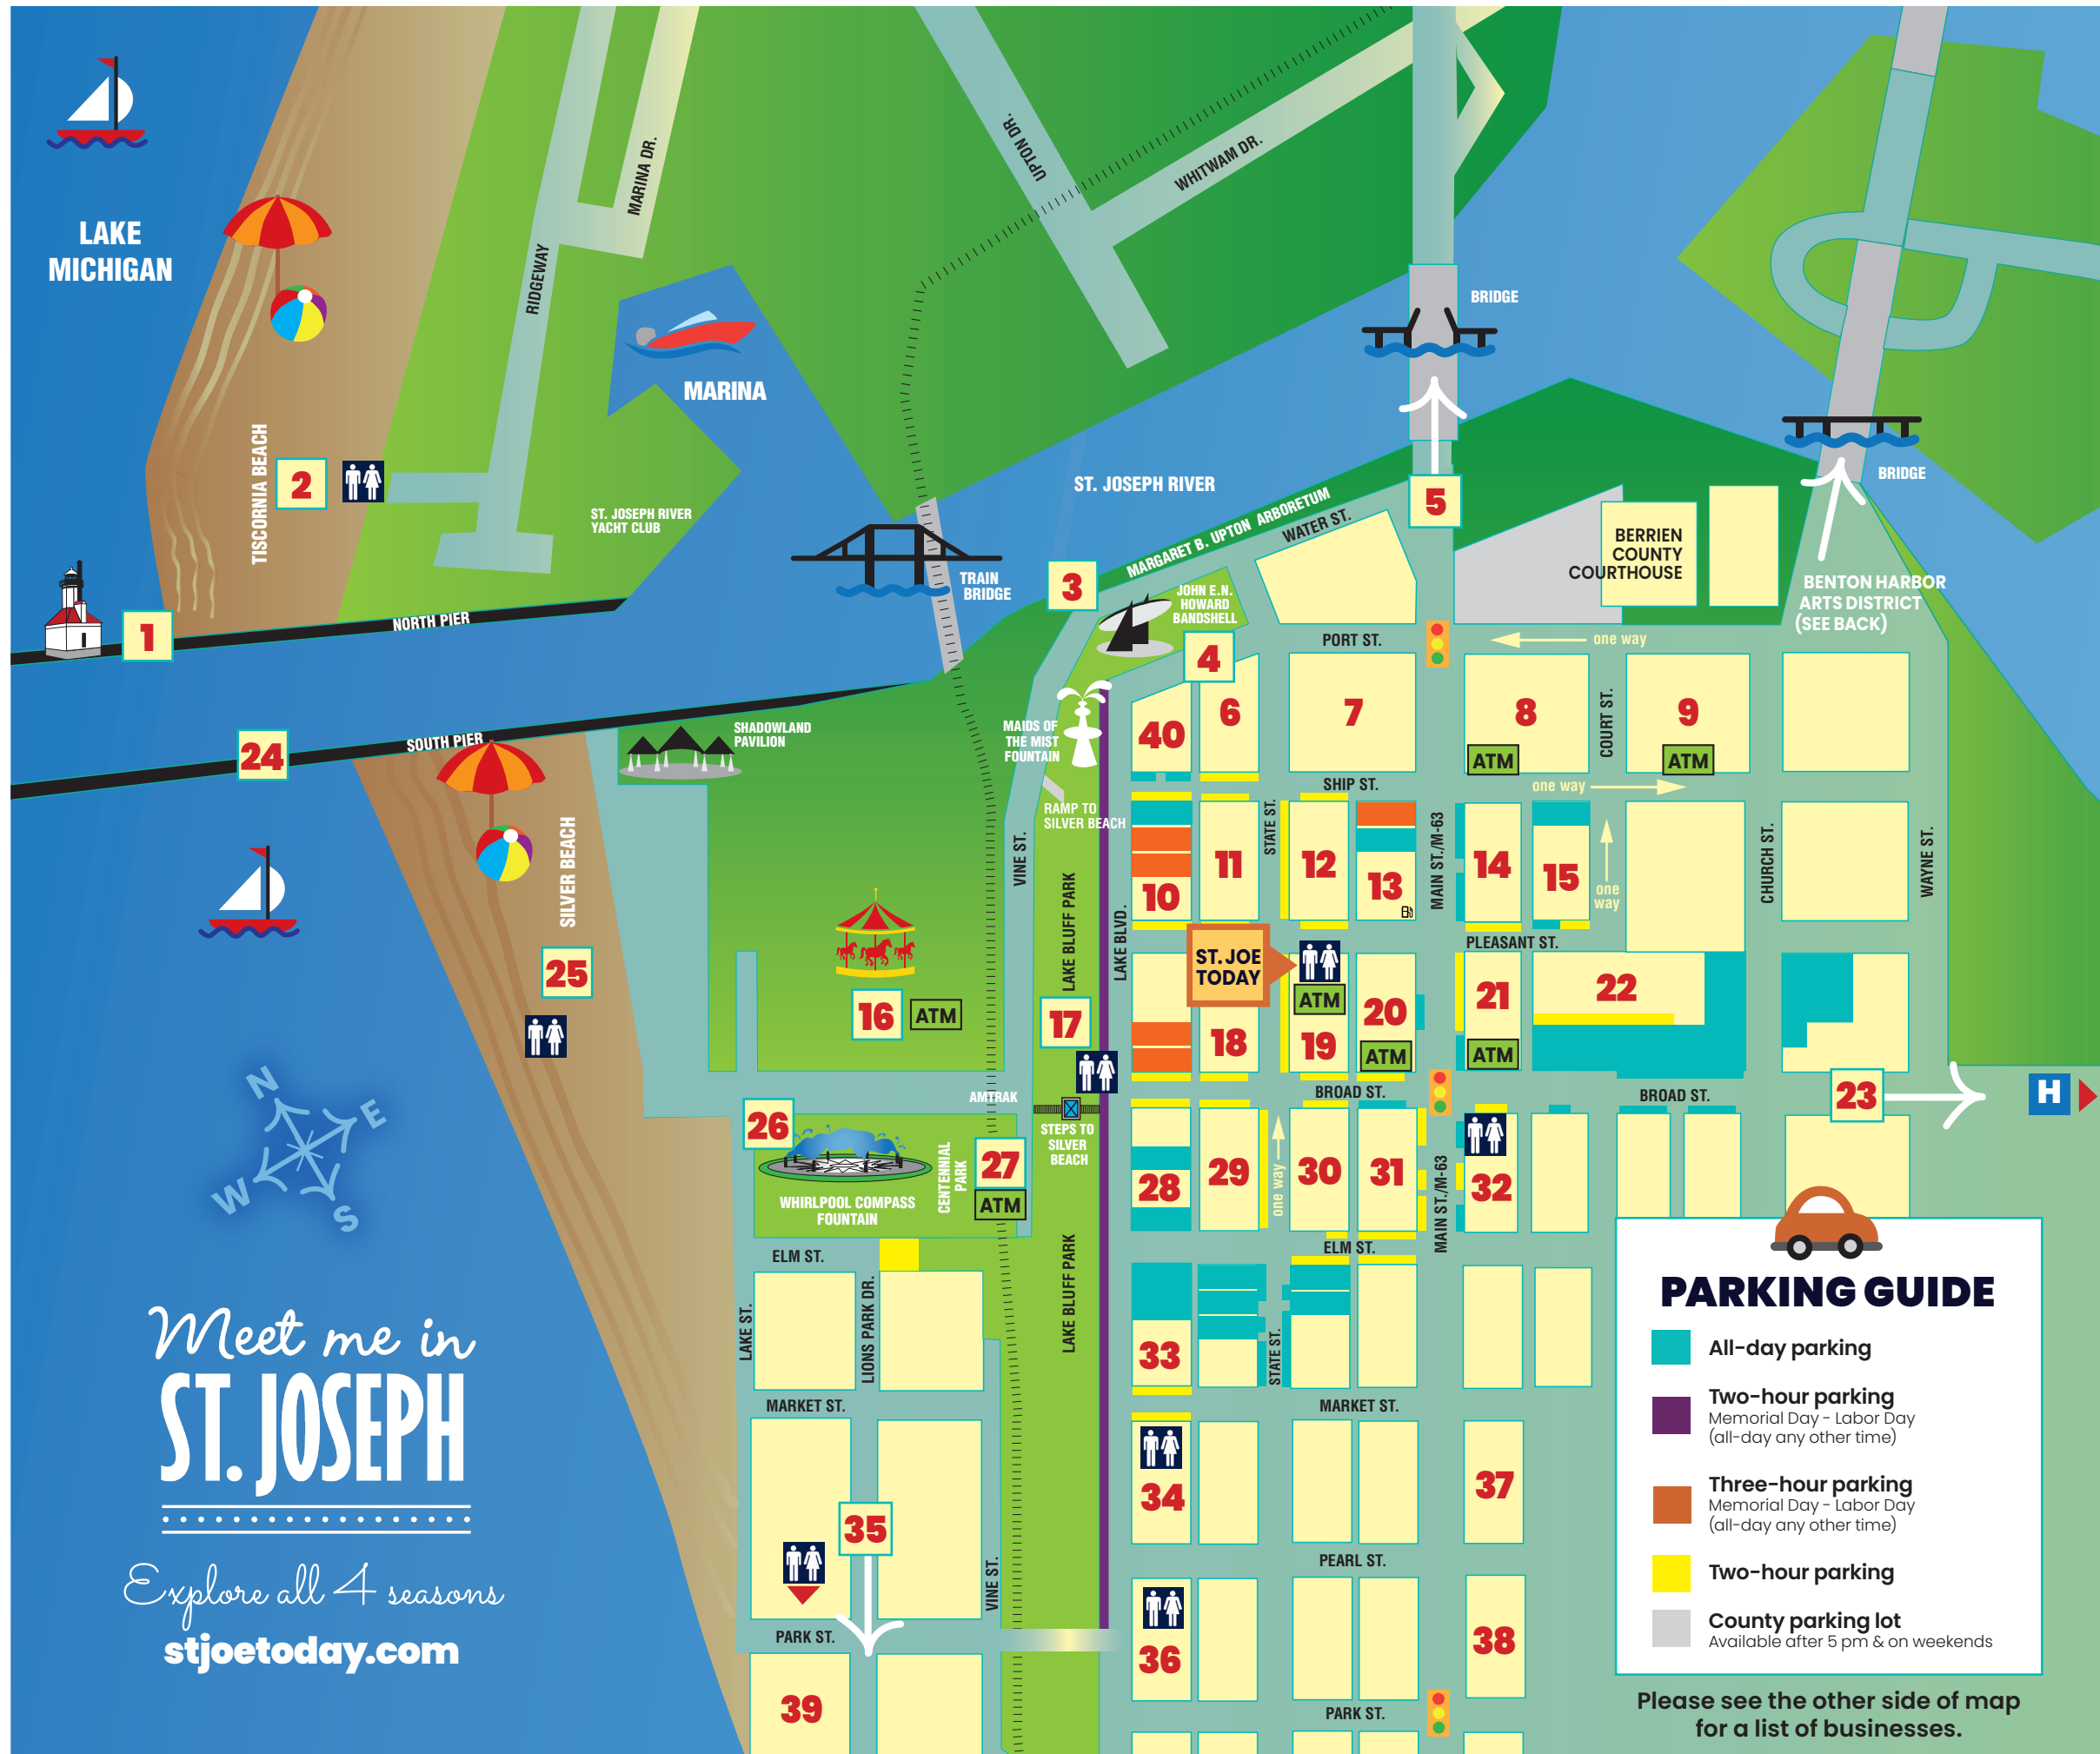 LAKE
MICHIGAN
TISCORNIA BEACH
2
RIDGEWAY
MARINA DR.
MARINA
ST. JOSEPH RIVER
YACHT CLUB
UPTON DR.
WHITWAM DR.
BRIDGE
ST. JOSEPH RIVER
5
BRIDGE
BERRIEN
COUNTY
COURTHOUSE
BENTON HARBOR
ARTS DISTRICT
(SEE BACK)
1
NORTH PIER
TRAIN
BRIDGE
3
MARGARET B. UPTON ARBORETUM
WATER ST.
JOHN E.N.
HOWARD
BANDSHELL
4
PORT ST.
one way
24
SOUTH PIER
SHADOWLAND
PAVILION
MAIDS OF
THE MIST
FOUNTAIN
40
6
7
8
ATM
COURT ST.
9
ATM
SHIP ST.
one way
RAMP TO
SILVER BEACH
SILVER BEACH
VINE ST.
LAKE BLUFF PARK
LAKE BLVD.
10
11
STATE ST.
12
13
MAIN ST./M-63
14
15
one
way
CHURCH ST.
WAYNE ST.
PLEASANT ST.
25
16
ATM
17
ST. JOE
TODAY
ATM
18
19
20
ATM
21
ATM
22
BROAD ST.
BROAD ST.
23
H
N
E
W
S
AMTRAK
26
WHIRLPOOL COMPASS
FOUNTAIN
CENTENNIAL
PARK
27
ATM
STEPS TO
SILVER
BEACH
28
29
one way
30
31
MAIN ST./M-63
32
ELM ST.
ELM ST.
LAKE ST.
LIONS PARK DR.
LAKE BLUFF PARK
33
STATE ST.
MARKET ST.
MARKET ST.
34
35
37
VINE ST.
PEARL ST.
36
38
PARK ST.
PARK ST.
39
Meet me in
ST. JOSEPH
Explore all 4 seasons
stjoetoday.com
PARKING GUIDE
All-day parking
Two-hour parking
Memorial Day - Labor Day
(all-day any other time)
Three-hour parking
Memorial Day - Labor Day
(all-day any other time)
Two-hour parking
County parking lot
Available after 5 pm & on weekends
Please see the other side of map
for a list of businesses.